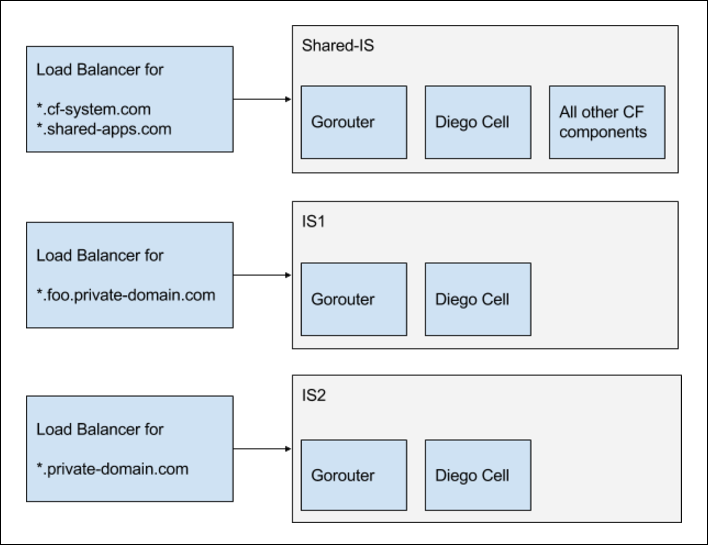 Load Balancer for
*.cf-system.com
*.shared-apps.com
Shared-IS
Gorouter
Diego Cell
All other CF
components
Load Balancer for
*.foo.private-domain.com
IS1
Gorouter
Diego Cell
Load Balancer for
*.private-domain.com
IS2
Gorouter
Diego Cell